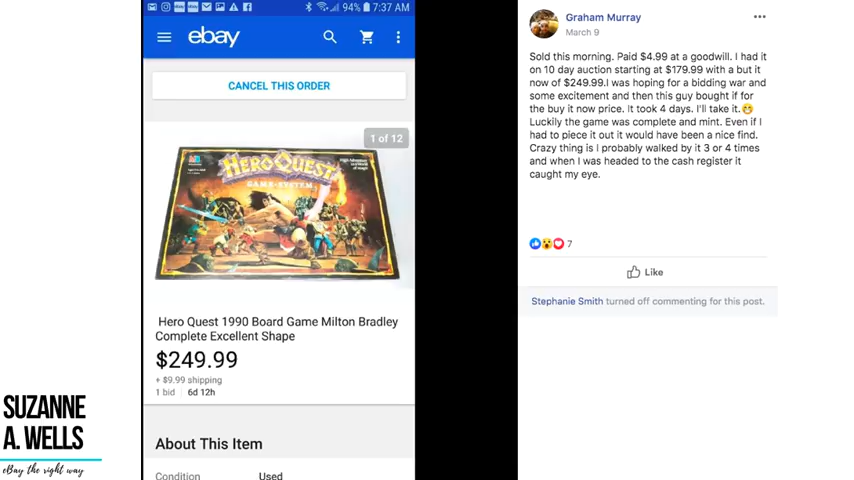 94% 7:37 AM
ebay
CANCEL THIS ORDER
1 of 12
HEROQUEST
GAME-SYSTEM
Hero Quest 1990 Board Game Milton Bradley
Complete Excellent Shape
$249.99
+ $9.99 shipping
1 bid 6d 12h
About This Item
Condition Used
SUZANNE
A. WELLS
eBay the right way
Graham Murray
March 9
Sold this morning. Paid $4.99 at a goodwill. I had it
on 10 day auction starting at $179.99 with a but it
now of $249.99.I was hoping for a bidding war and
some excitement and then this guy bought if for
the buy it now price. It took 4 days. I'll take it.😁
Luckily the game was complete and mint. Even if I
had to piece it out it would have been a nice find.
Crazy thing is I probably walked by it 3 or 4 times
and when I was headed to the cash register it
caught my eye.
7
Like
Stephanie Smith turned off commenting for this post.